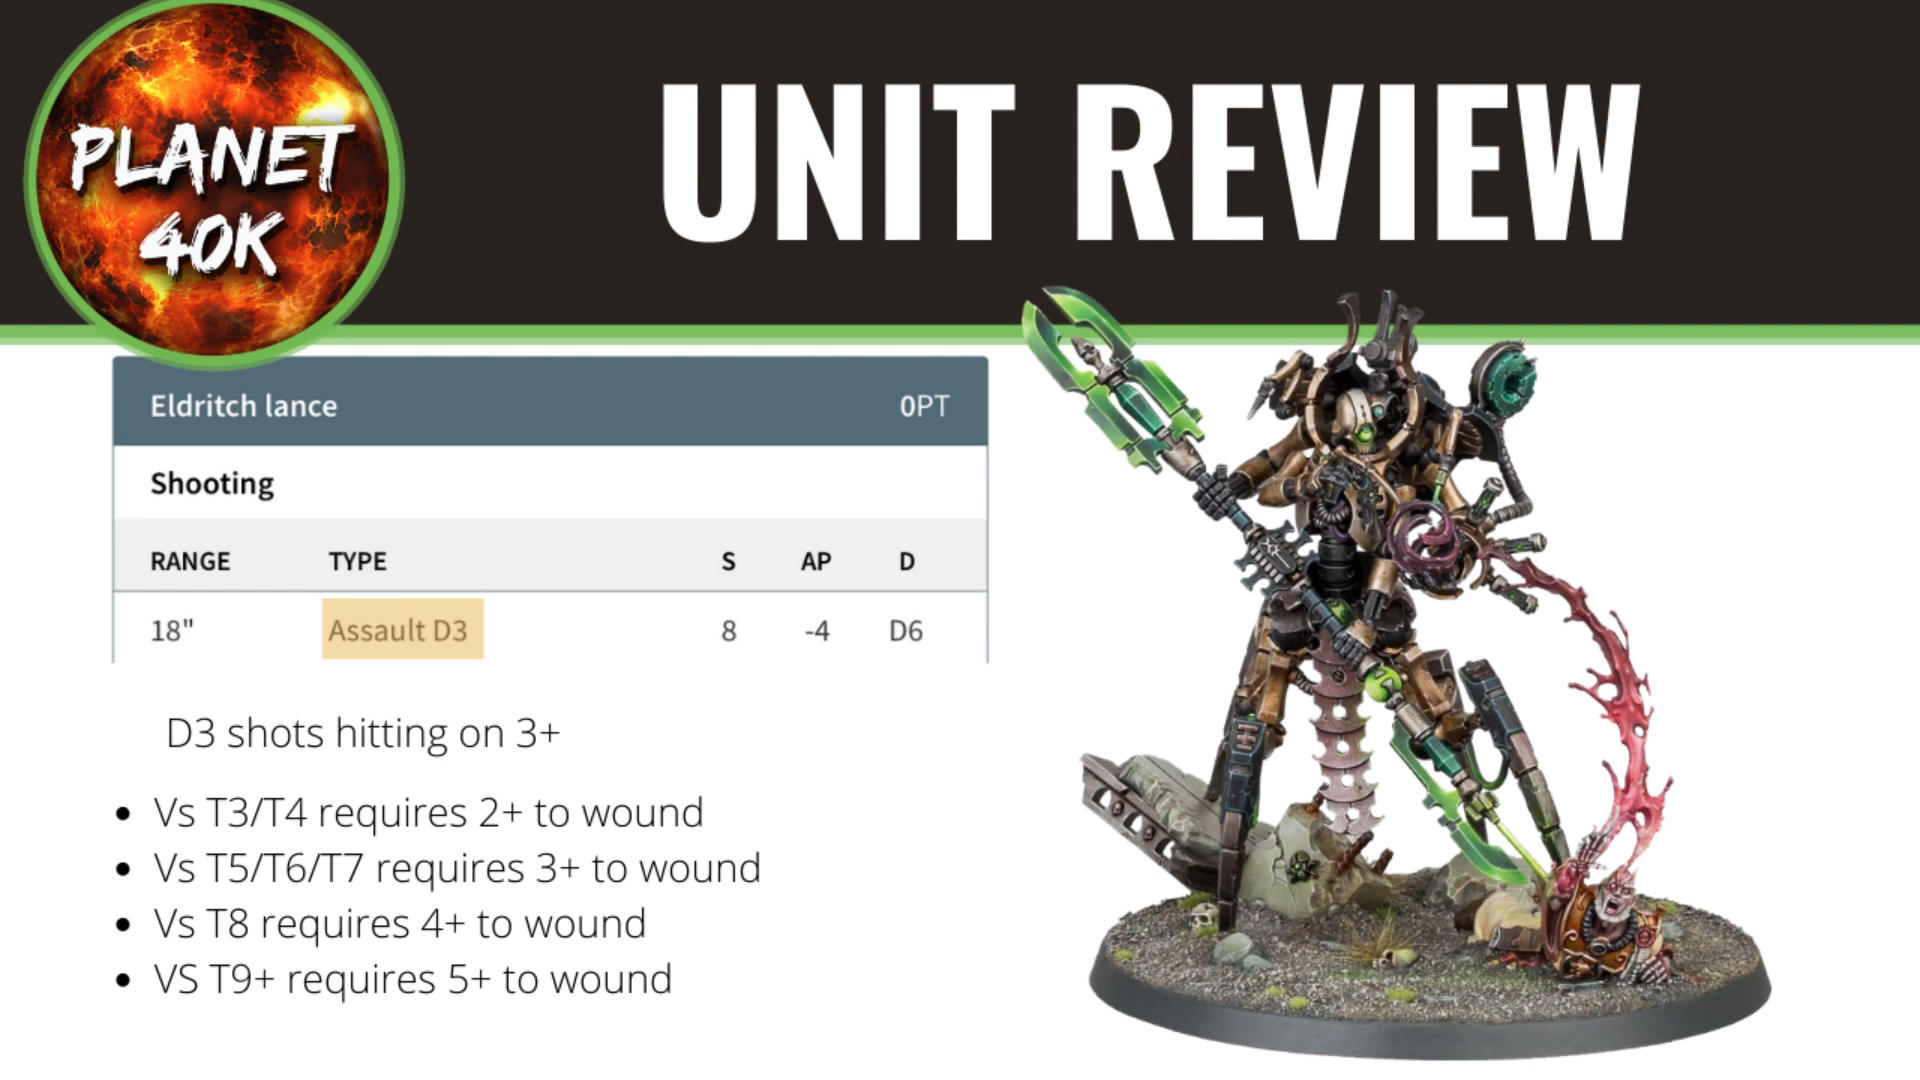 PLANET
40K
UNIT REVIEW
Eldritch lance 0PT
Shooting
RANGE TYPE S AP D
18" Assault D3 8 -4 D6
D3 shots hitting on 3+
• Vs T3/T4 requires 2+ to wound
• Vs T5/T6/T7 requires 3+ to wound
• Vs T8 requires 4+ to wound
• VS T9+ requires 5+ to wound